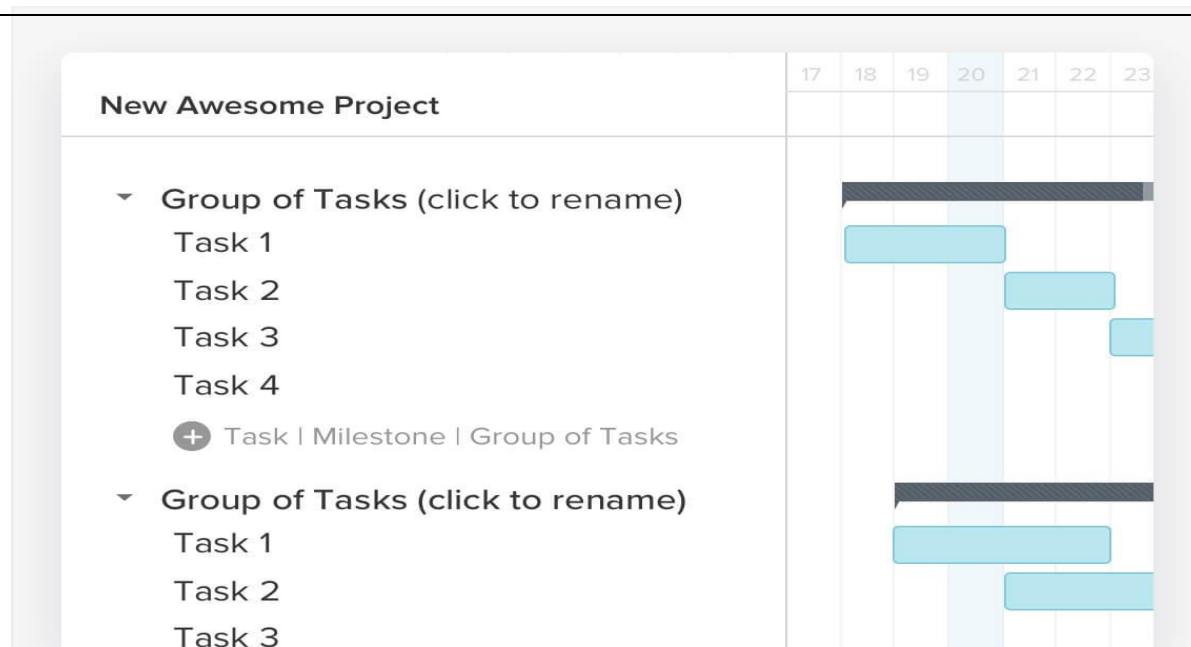 17 18 19 20 21 22 23
New Awesome Project
Group of Tasks (click to rename)
Task 1
Task 2
Task 3
Task 4
Task | Milestone | Group of Tasks
Group of Tasks (click to rename)
Task 1
Task 2
Task 3